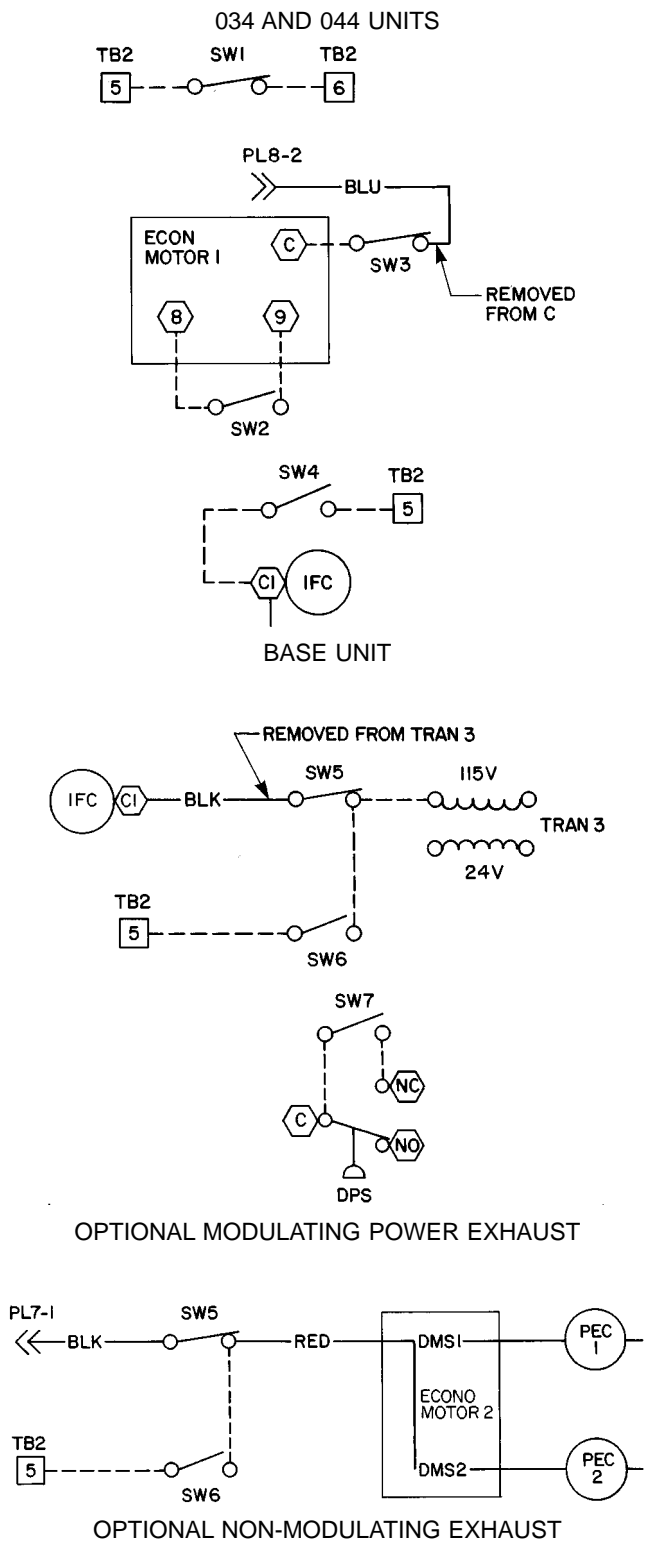 034 AND 044 UNITS
TB2 SW1 TB2
5 6
PL8-2
BLU
ECON
MOTOR 1
C
SW3
REMOVED
FROM C
8 9
SW2
SW4 TB2
5
C1 IFC
BASE UNIT
REMOVED FROM TRAN 3
IFC C1 BLK SW5 115V
TRAN 3
24V
TB2
5
SW6
SW7
NC
C
NO
DPS
OPTIONAL MODULATING POWER EXHAUST
PL7-1 SW5
BLK RED DMS1 PEC
1
ECONO
MOTOR 2
TB2
5
SW6
DMS2 PEC
2
OPTIONAL NON-MODULATING EXHAUST